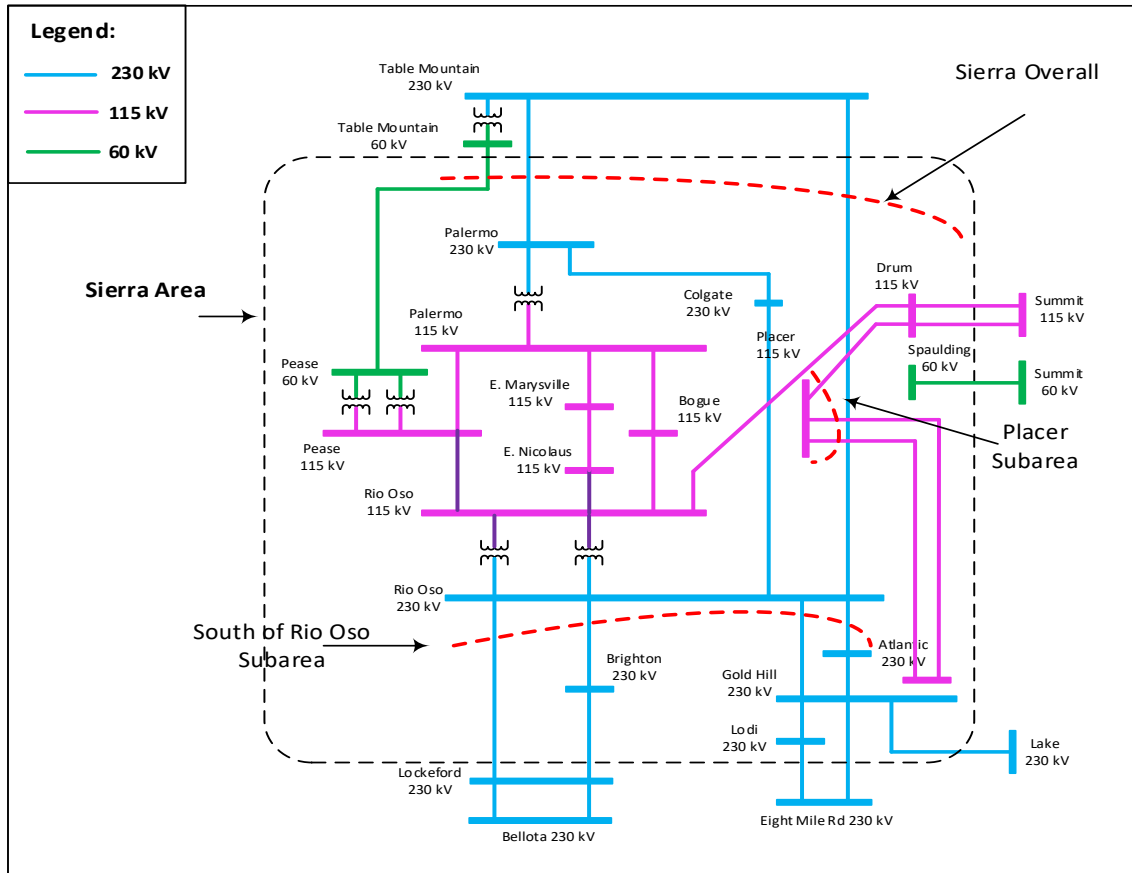 Legend:
230 kV
115 kV
60 kV
Table Mountain
230 kV
Sierra Overall
Table Mountain
60 kV
Palermo
230 kV
Sierra Area
Colgate
230 kV
Drum
115 kV
Summit
115 kV
Palermo
115 kV
Placer
115 kV
Spaulding
60 kV
Summit
60 kV
Pease
60 kV
E. Marysville
115 kV
Bogue
115 kV
Placer
Subarea
Pease
115 kV
E. Nicolaus
115 kV
Rio Oso
115 kV
Rio Oso
230 kV
South of Rio Oso
Subarea
Atlantic
230 kV
Brighton
230 kV
Gold Hill
230 kV
Lodi
230 kV
Lake
230 kV
Lockeford
230 kV
Eight Mile Rd 230 kV
Bellota 230 kV